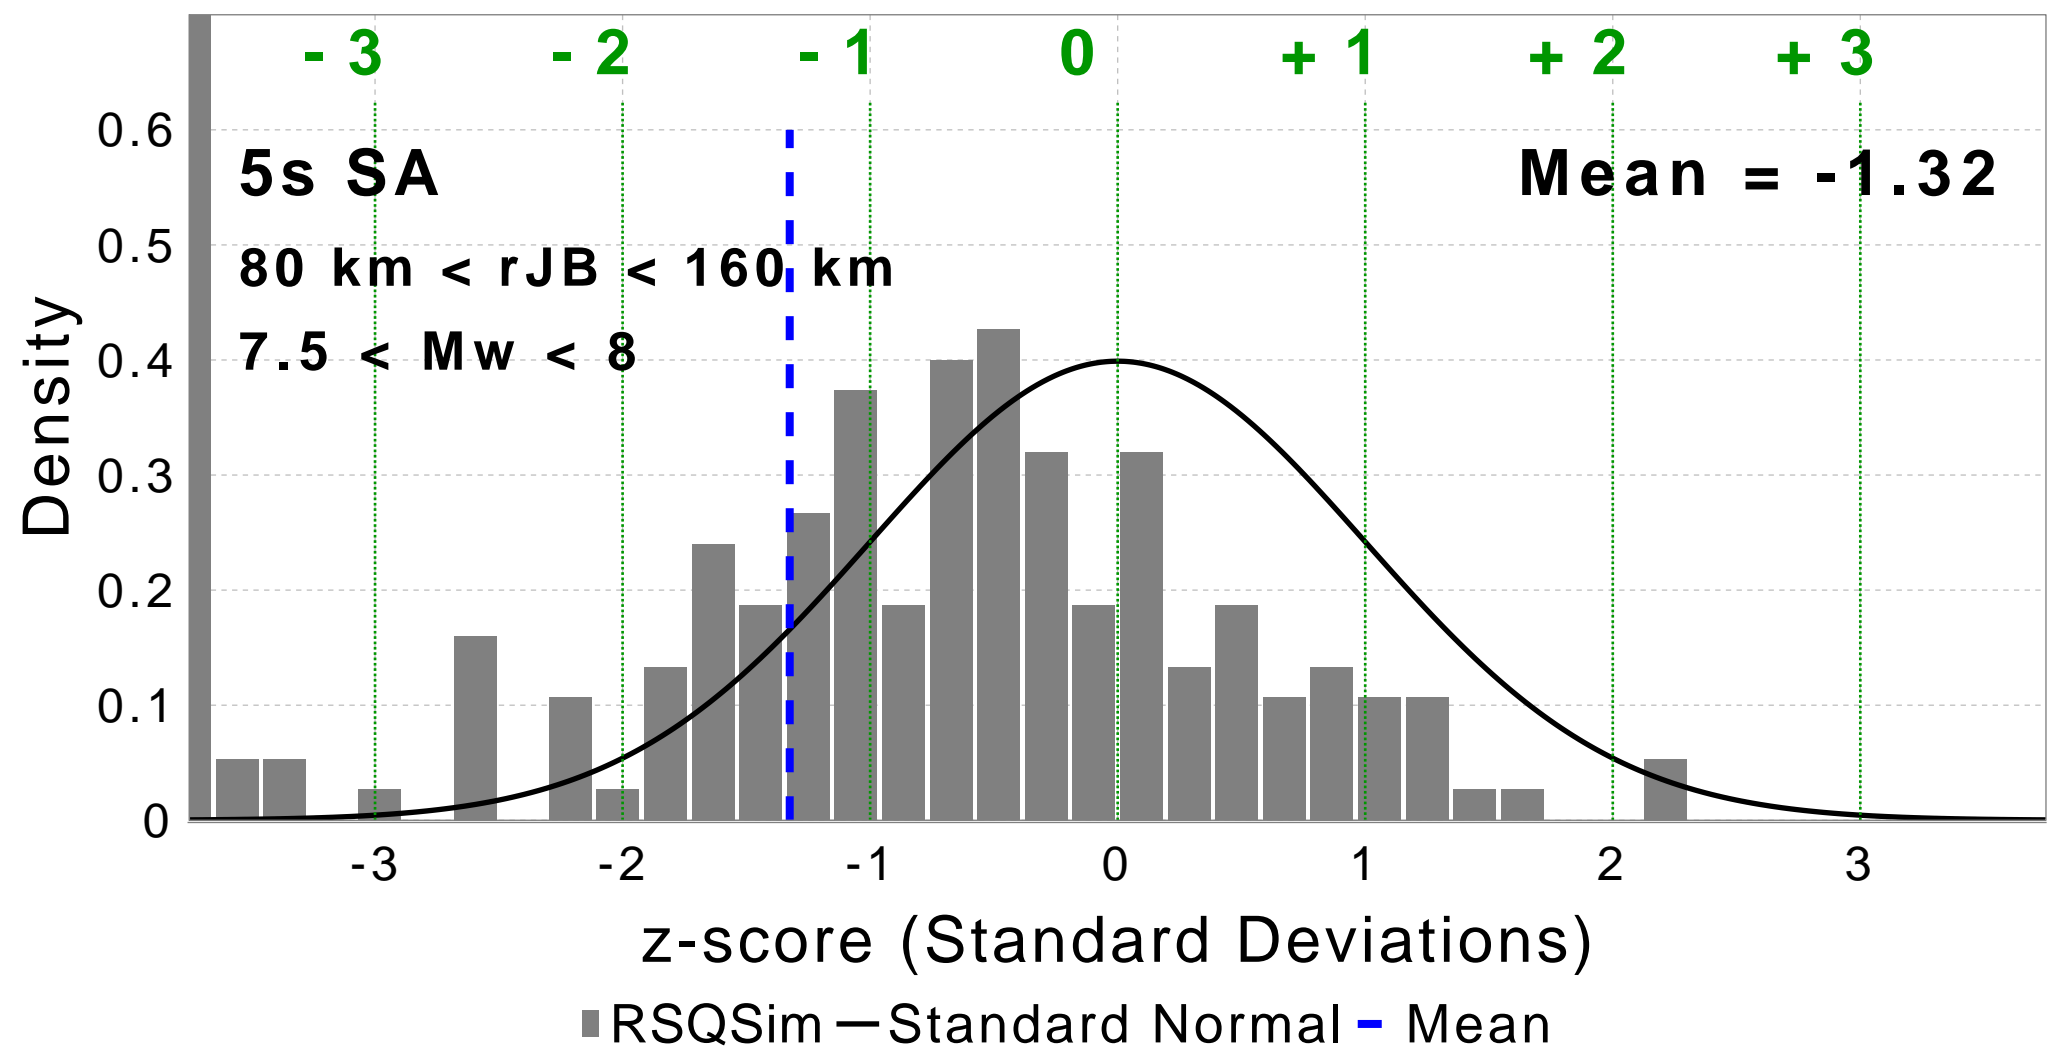 - 3 - 2 - 1 0 + 1 + 2 + 3
5s SA
Mean = -1.32
80 km < rJB < 160 km
7.5 < Mw < 8
0.6
0.5
0.4
0.3
0.2
0.1
0
Density
-3 -2 -1 0 1 2 3
z-score (Standard Deviations)
RSQSim Standard Normal Mean